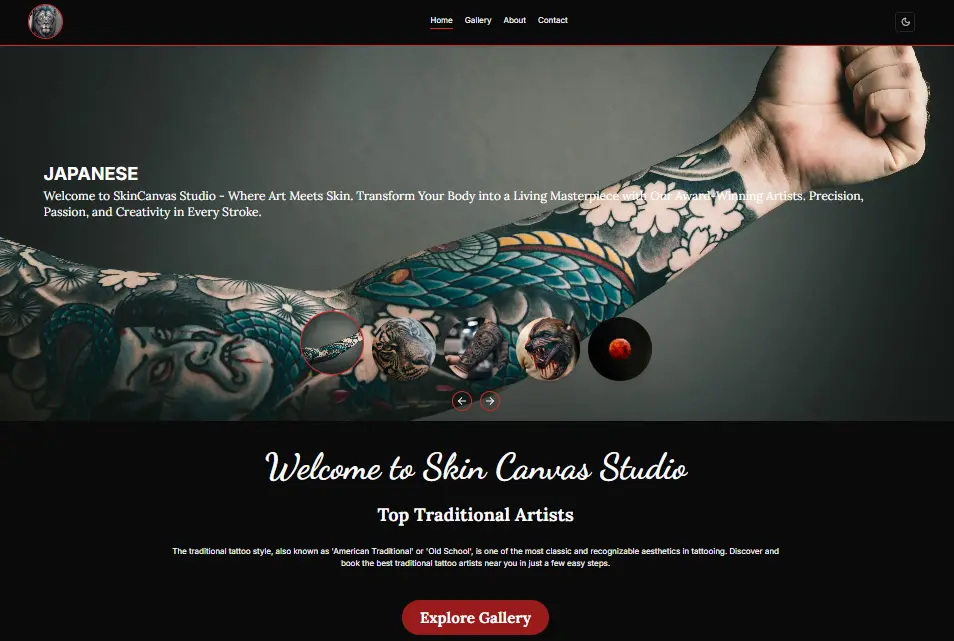 Home Gallery About Contact
JAPANESE
Welcome to SkinCanvas Studio - Where Art Meets Skin. Transform Your Body into a Living Masterpiece with Our Award-Winning Artists. Precision,
Passion, and Creativity in Every Stroke.
Welcome to Skin Canvas Studio
Top Traditional Artists
The traditional tattoo style, also known as 'American Traditional' or 'Old School', is one of the most classic and recognizable aesthetics in tattooing. Discover and
book the best traditional tattoo artists near you in just a few easy steps.
Explore Gallery